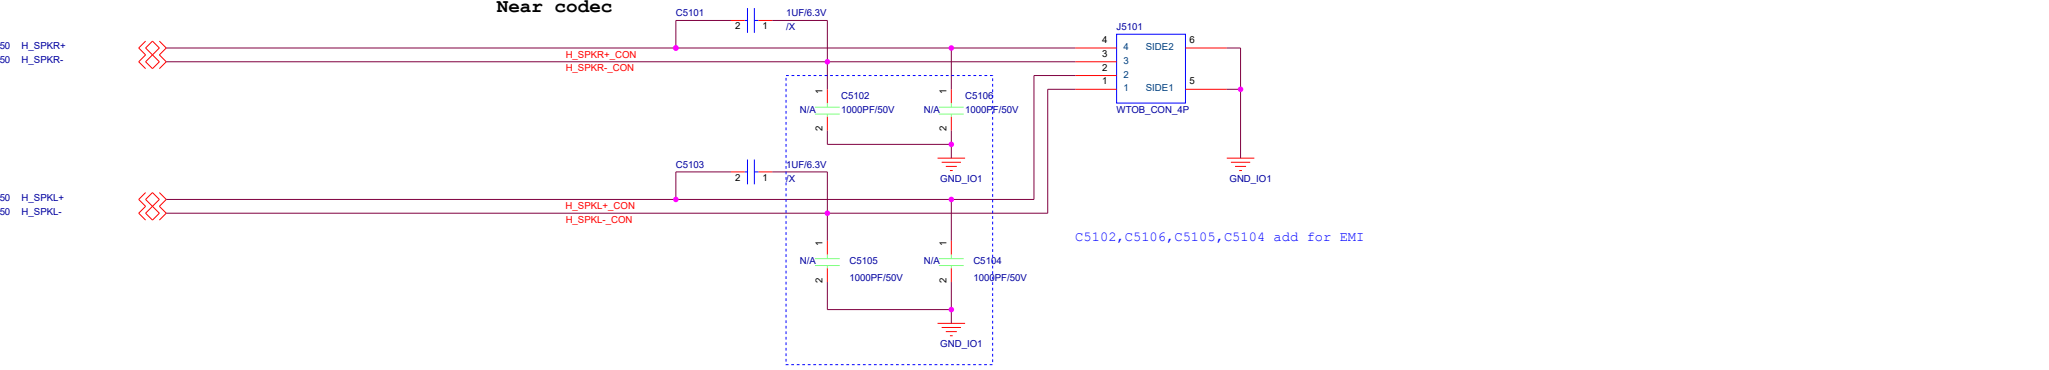 Near codec
C5101
1UF/6.3V
2
1
/X
J5101
50 H_SPKR+
H_SPKR+_CON
4
4
SIDE2
6
50 H_SPKR-
H_SPKR-_CON
3
3
2
2
1
1
SIDE1
5
WTOB_CON_4P
1
C5102
N/A
1000PF/50V
2
1
C5106
N/A
1000PF/50V
2
GND_IO1
GND_IO1
C5103
1UF/6.3V
2
1
/X
50 H_SPKL+
H_SPKL+_CON
50 H_SPKL-
H_SPKL-_CON
C5102,C5106,C5105,C5104 add for EMI
1
N/A
C5105
1000PF/50V
2
1
N/A
C5104
1000PF/50V
2
GND_IO1